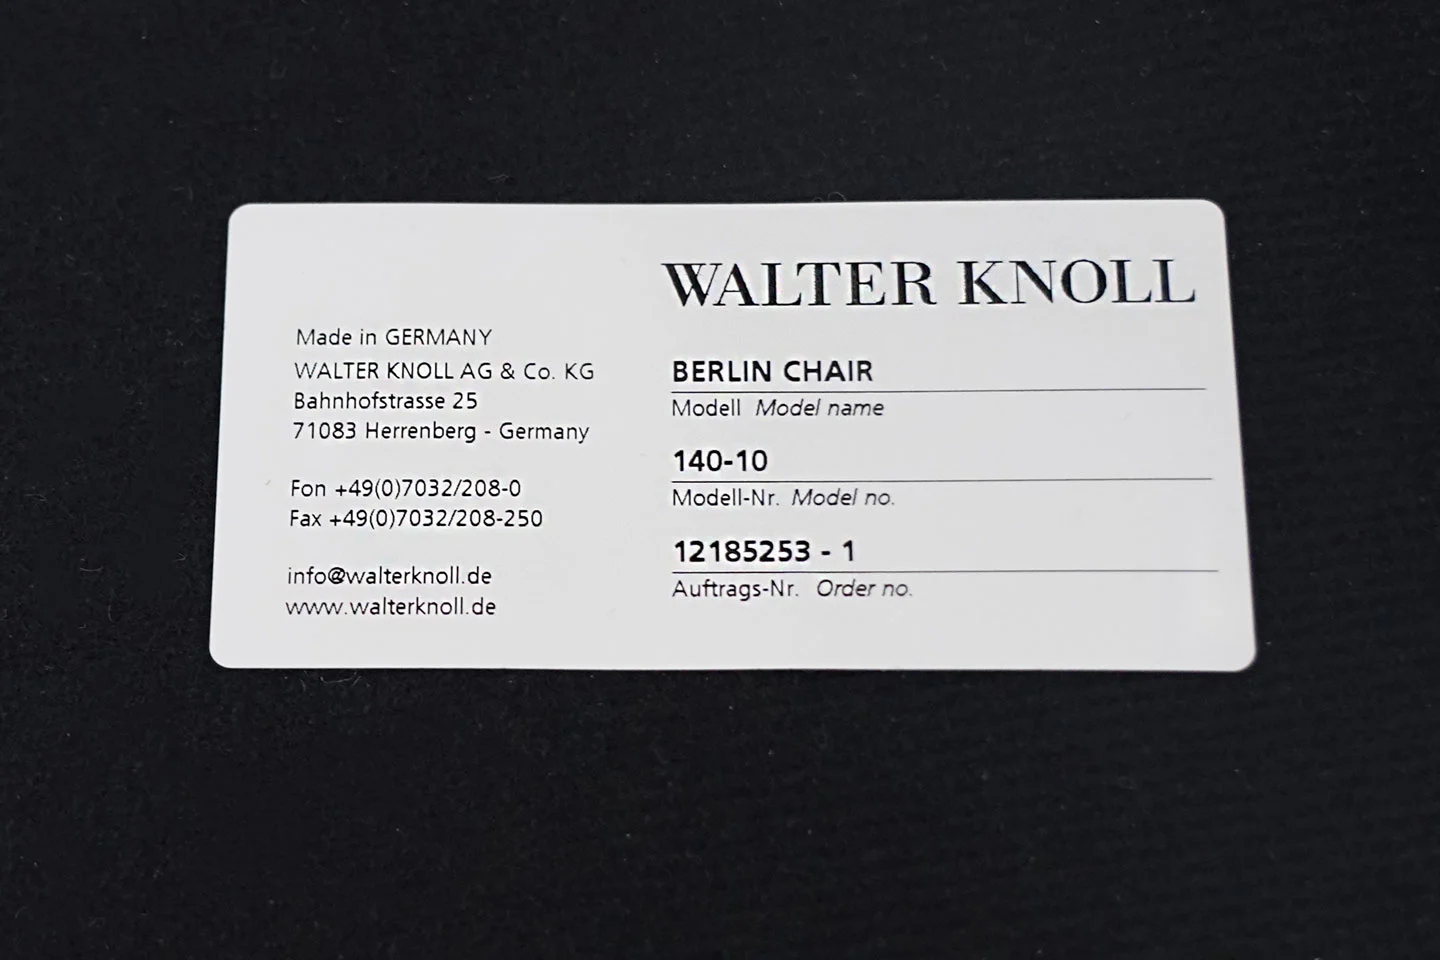 Made in GERMANY
WALTER KNOLL AG & Co. KG
Bahnhofstrasse 25
71083 Herrenberg - Germany
Fon +49(0)7032/208-0
Fax +49(0)7032/208-250
info@walterknoll.de
www.walterknoll.de
WALTER KNOLL
BERLIN CHAIR
Modell Model name
140-10
Modell-Nr. Model no.
12185253 - 1
Auftrags-Nr. Order no.